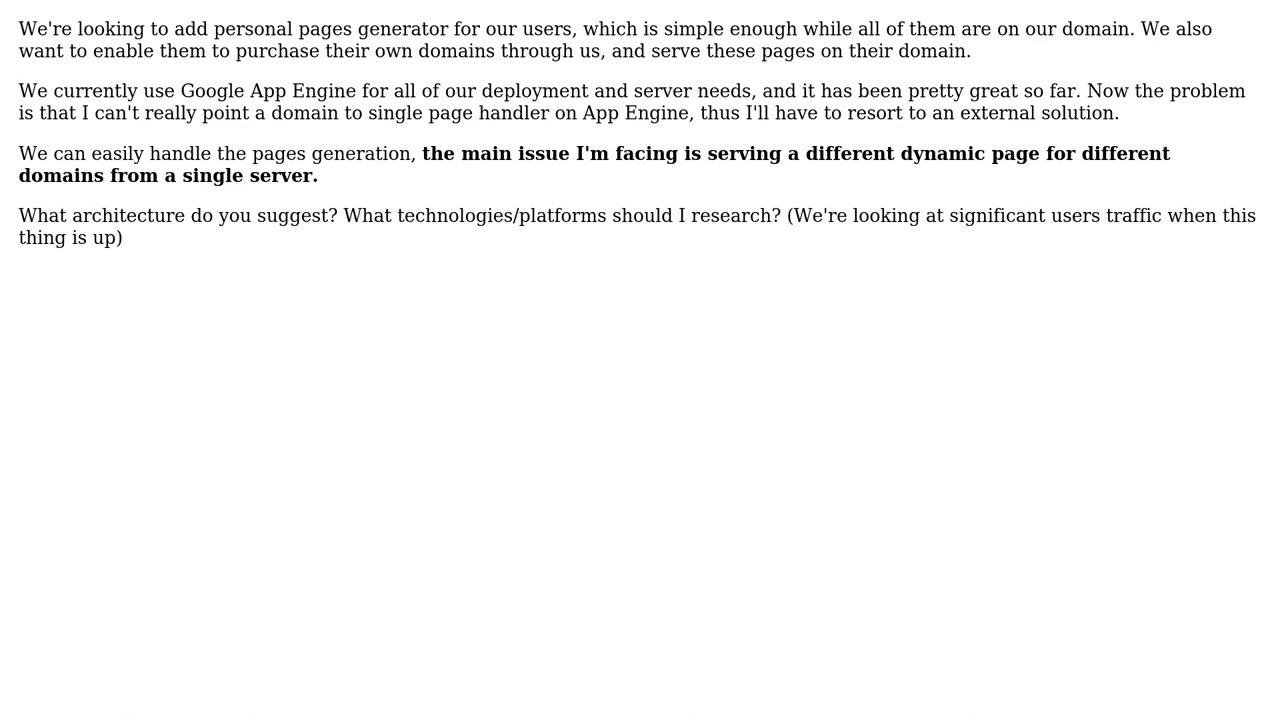 We're looking to add personal pages generator for our users, which is simple enough while all of them are on our domain. We also
want to enable them to purchase their own domains through us, and serve these pages on their domain.
We currently use Google App Engine for all of our deployment and server needs, and it has been pretty great so far. Now the problem
is that I can't really point a domain to single page handler on App Engine, thus I'll have to resort to an external solution.
We can easily handle the pages generation, the main issue I'm facing is serving a different dynamic page for different
domains from a single server.
What architecture do you suggest? What technologies/platforms should I research? (We're looking at significant users traffic when this
thing is up)